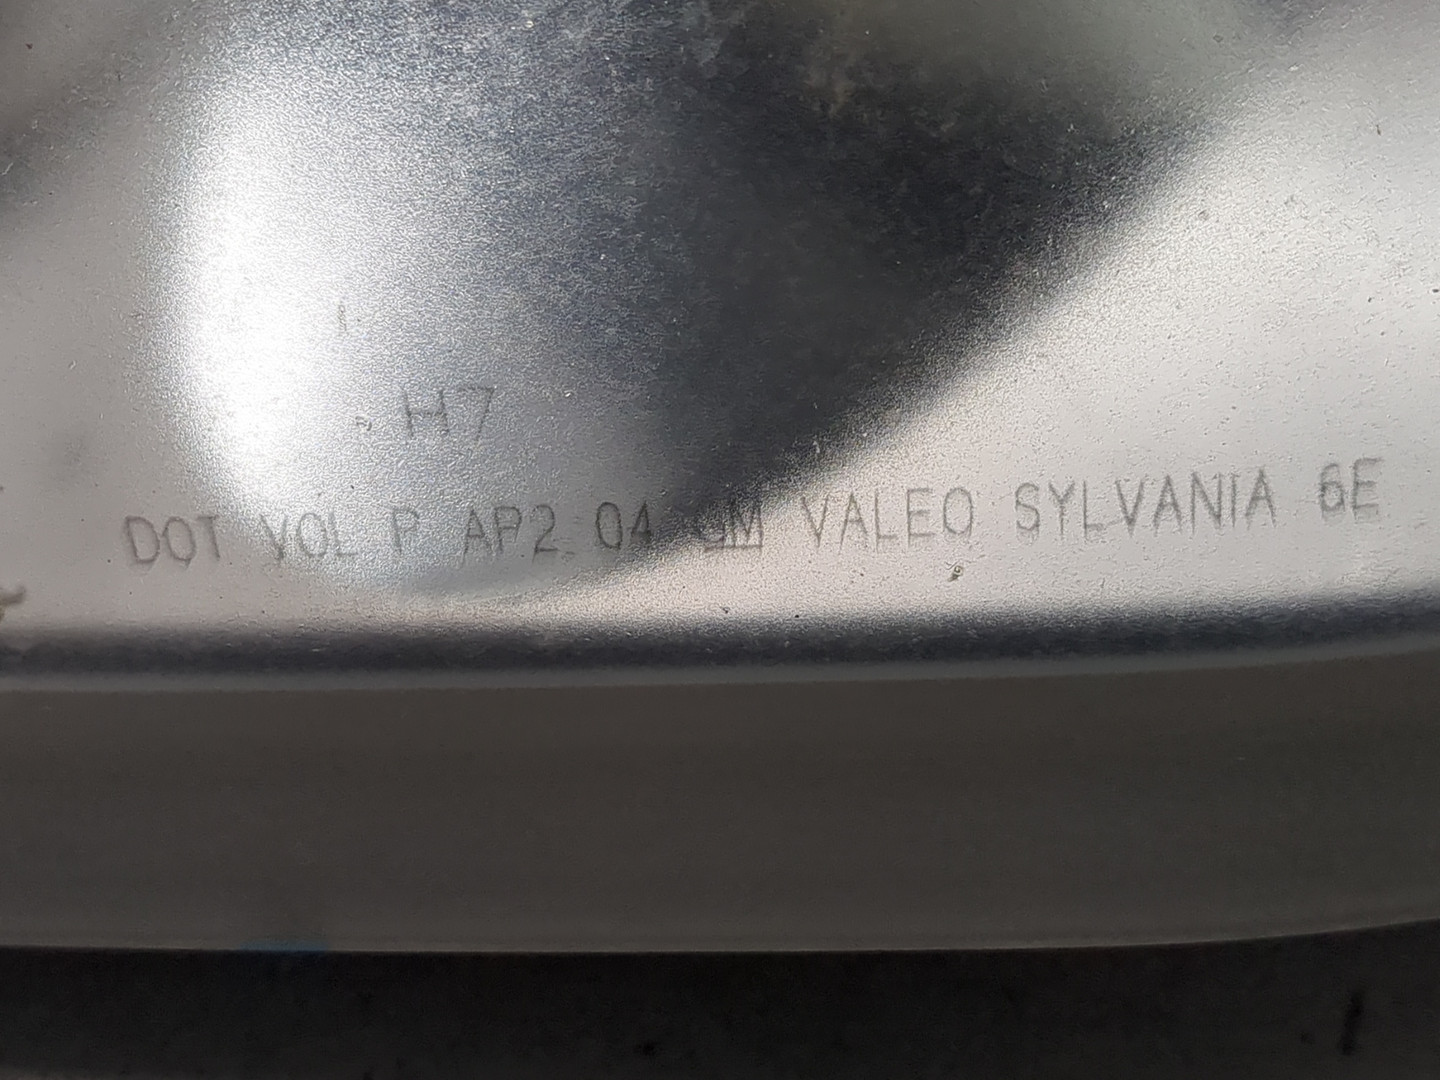 H7
DOT VOL P AP2 04 GM VALEO SYLVANIA 6E